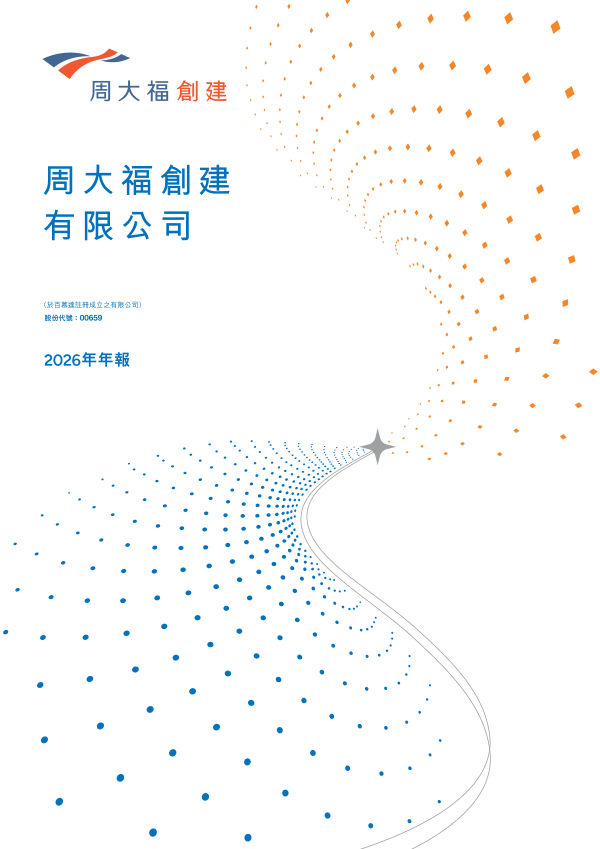 周大福創建
周大福創建
有限公司
(於百慕達註冊成立之有限公司)
股份代號：00659
2026年年報